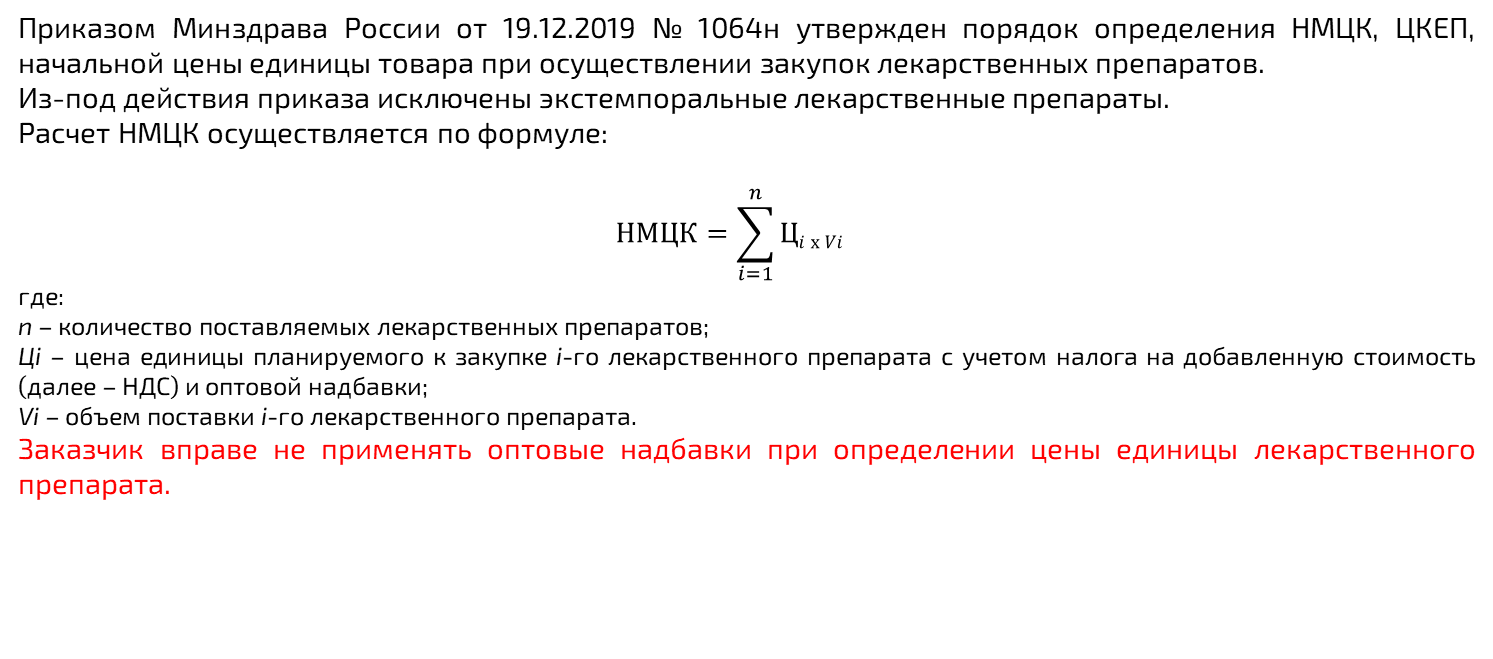 Приказом Минздрава России от 19.12.2019 № 1064н утвержден порядок определения НМЦК, ЦКЕП,
начальной цены единицы товара при осуществлении закупок лекарственных препаратов.
Из-под действия приказа исключены экстемпоральные лекарственные препараты.
Расчет НМЦК осуществляется по формуле:
n
НМЦК = ∑ Цi x Vi
i=1
где:
n – количество поставляемых лекарственных препаратов;
Цi – цена единицы планируемого к закупке i-го лекарственного препарата с учетом налога на добавленную стоимость
(далее – НДС) и оптовой надбавки;
Vi – объем поставки i-го лекарственного препарата.
Заказчик вправе не применять оптовые надбавки при определении цены единицы лекарственного
препарата.